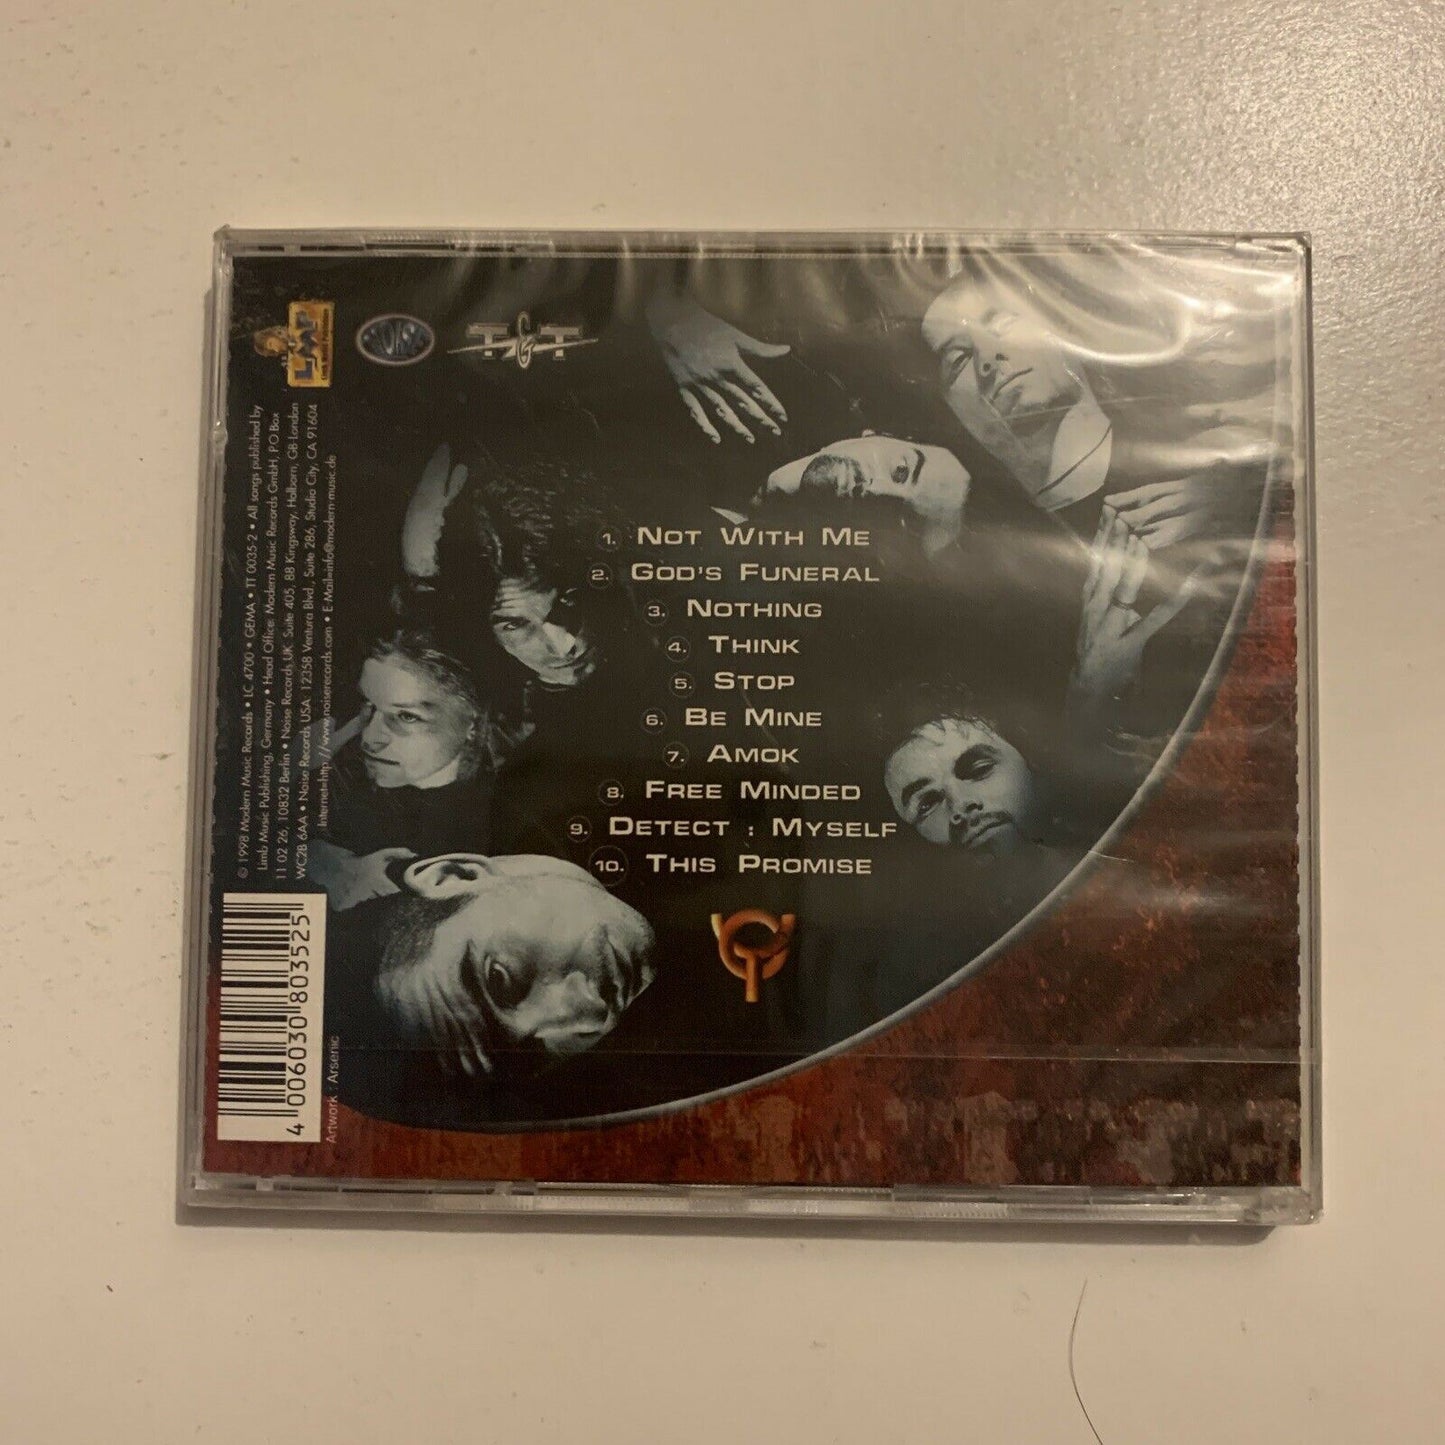 LMP
NOISE
T&T
© 1998 Modern Music Records • LC 4700 • GEMA • TT 0035-2 • All songs published by
Limb Music Publishing, Germany • Head Office: Modern Music Records GmbH, P/O Box
11 02 26, 10832 Berlin • Noise Records UK. Suite 405, 88 Kingsway, Holborn, GB-London
WC2B 6AA • Noise Records USA, 12358 Ventura Blvd, Suite 286, Studio City, CA 91604
Internet:http://www.noiserecords.com • E-Mail:info@modern-music.de
1. NOT WITH ME
2. GOD'S FUNERAL
3. NOTHING
4. THINK
5. STOP
6. BE MINE
7. AMOK
8. FREE MINDED
9. DETECT : MYSELF
10. THIS PROMISE
4 006030 803525
Artwork : Arsenic